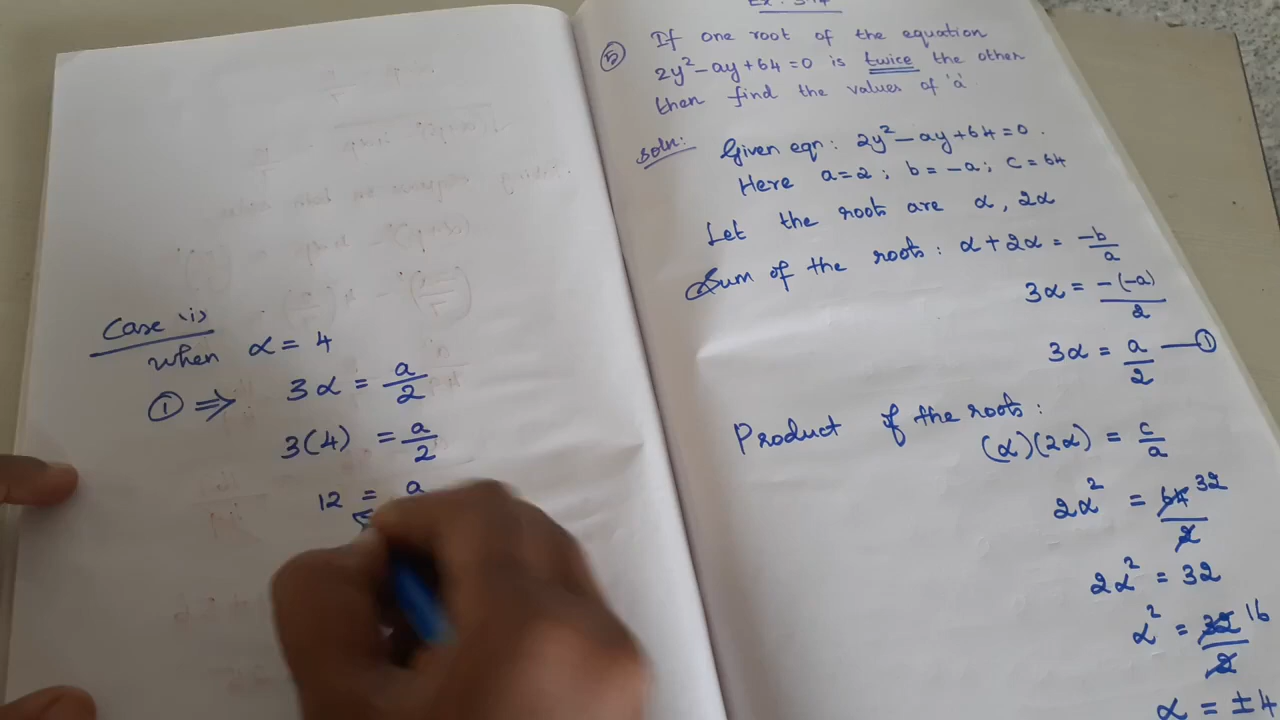 ⑤ If one root of the equation
2y² - ay + 64 = 0 is twice the other
then find the values of 'a'
Soln: Given eqn: 2y² - ay + 64 = 0.
Here a = 2; b = -a; c = 64
Let the roots are α, 2α
Sum of the roots: α + 2α = -b/a
3α = -(-a)/2
3α = a/2 — ①
Product of the roots:
(α)(2α) = c/a
2α² = 64/2 32
2α² = 32
α² = 32/2 16
α = ±4
Case (i)
when α = 4
① ⇒ 3α = a/2
3(4) = a/2
12 = a